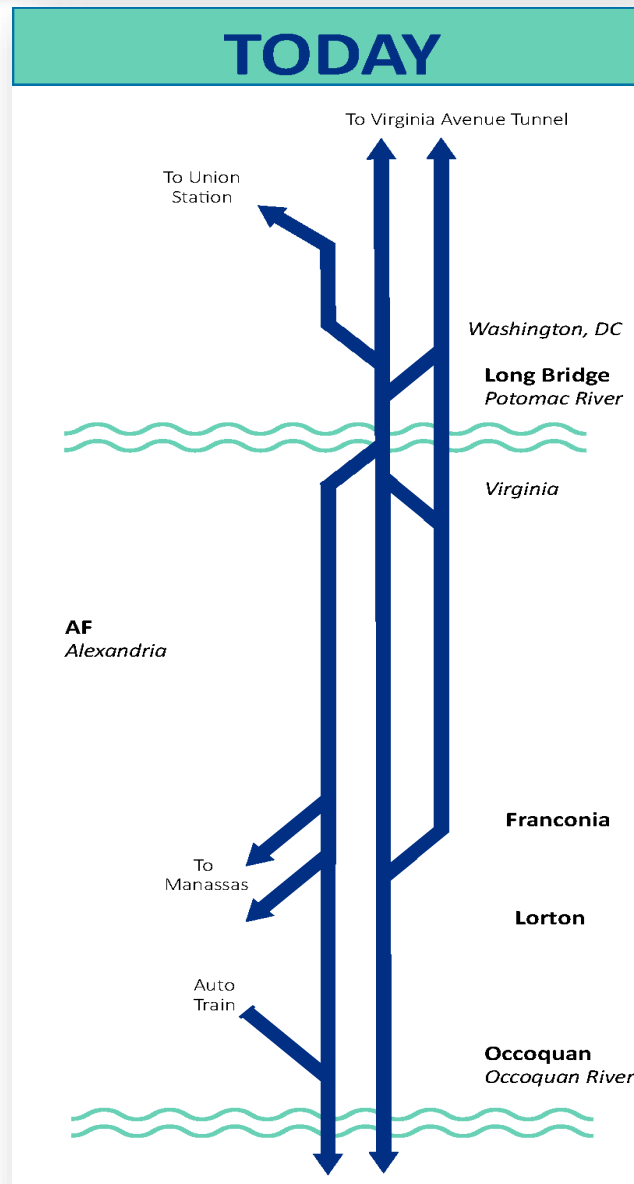 TODAY
To Virginia Avenue Tunnel
To Union
Station
Washington, DC
Long Bridge
Potomac River
Virginia
AF
Alexandria
Franconia
To
Manassas
Lorton
Auto
Train
Occoquan
Occoquan River